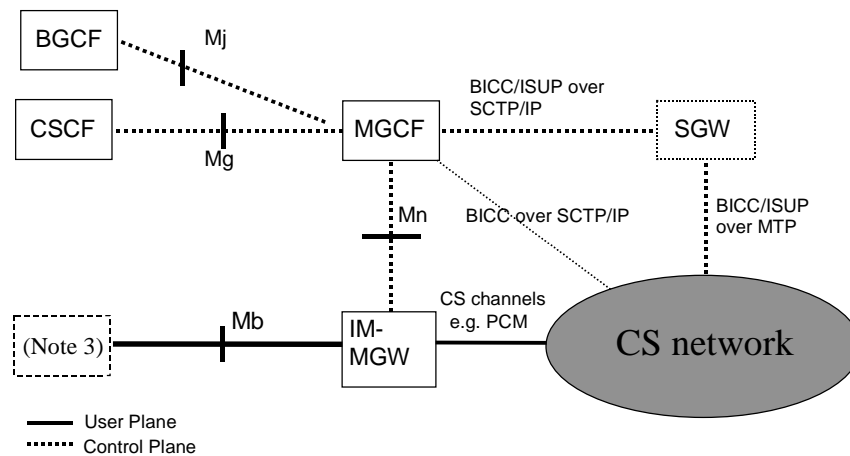 BGCF
Mj
BICC/ISUP over
SCTP/IP
CSCF
Mg
MGCF
SGW
Mn
BICC over SCTP/IP
BICC/ISUP
over MTP
(Note 3)
Mb
IM-
MGW
CS channels
e.g. PCM
CS network
User Plane
Control Plane